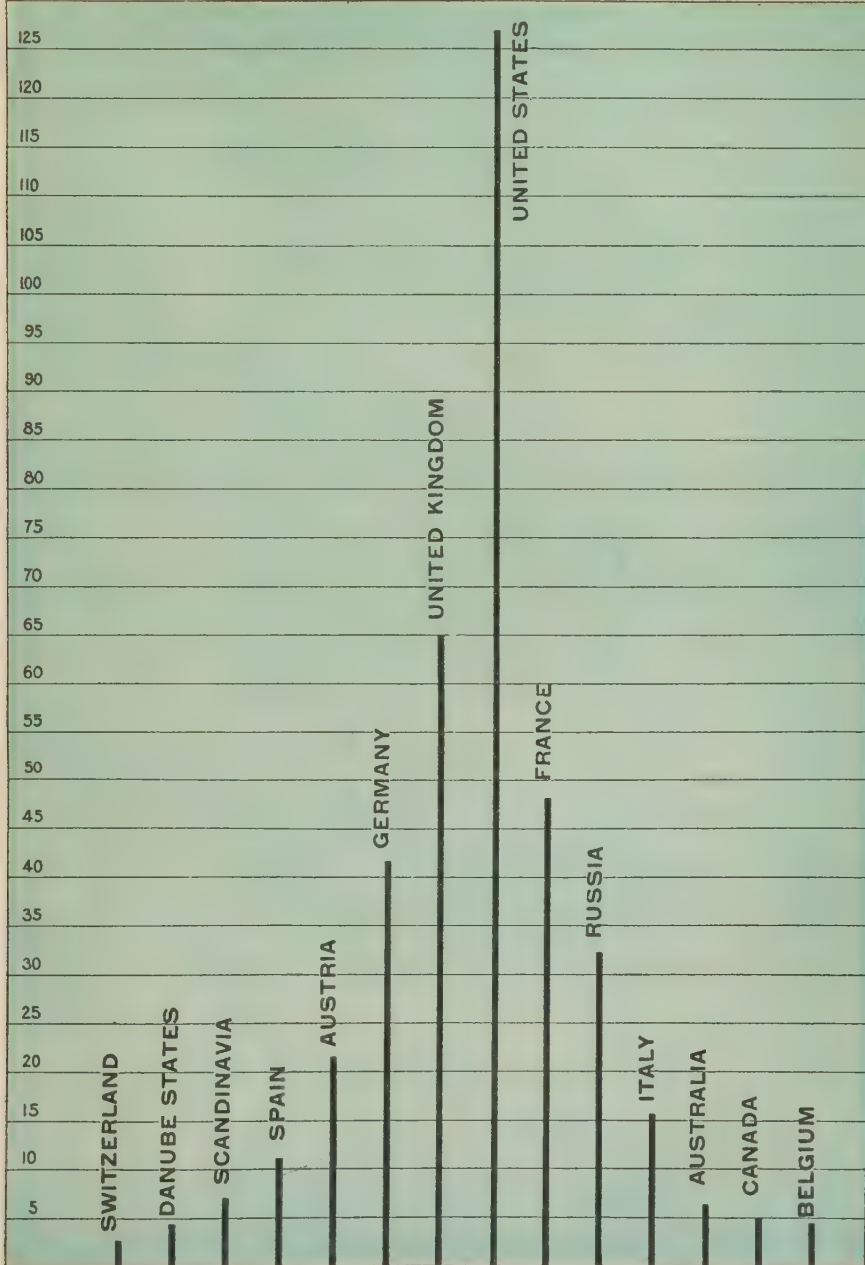 125
120
115
110
105
100
95
90
85
80
75
70
65
60
55
50
45
40
35
30
25
20
15
10
5
SWITZERLAND
DANUBE STATES
SCANDINAVIA
SPAIN
AUSTRIA
GERMANY
UNITED KINGDOM
UNITED STATES
FRANCE
RUSSIA
ITALY
AUSTRALIA
CANADA
BELGIUM